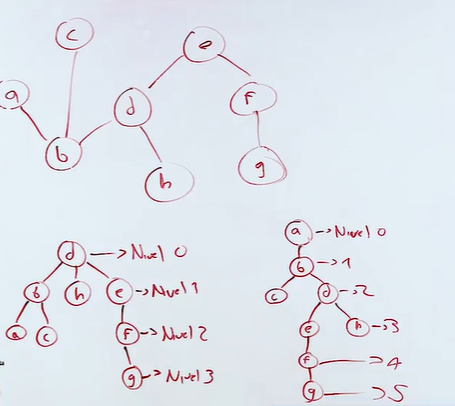 c
e
a
d
f
b
h
g
d → Nivel 0
b h e → Nivel 1
a c f → Nivel 2
g → Nivel 3
a → Nivel 0
b → 1
c d → 2
e h → 3
f → 4
g → 5